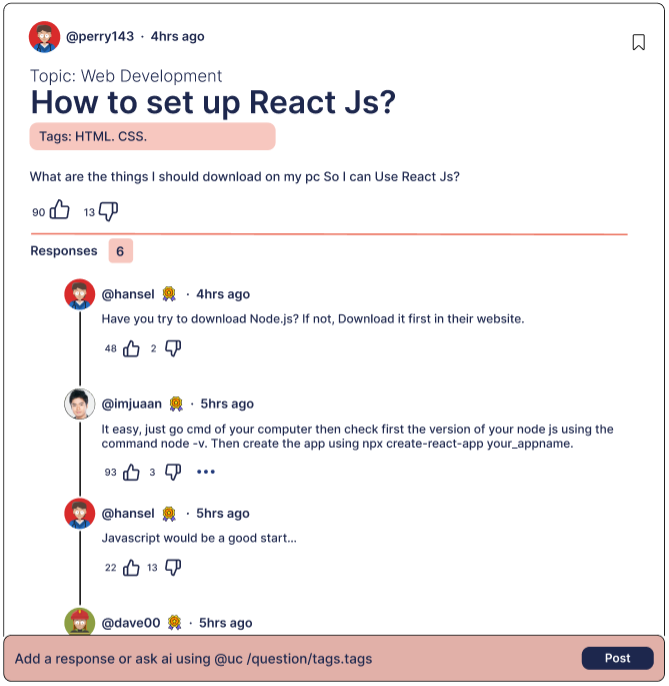 @perry143 · 4hrs ago
Topic: Web Development
How to set up React Js?
Tags: HTML. CSS.
What are the things I should download on my pc So I can Use React Js?
90 13
Responses 6
@hansel · 4hrs ago
Have you try to download Node.js? If not, Download it first in their website.
48 2
@imjuaan · 5hrs ago
It easy, just go cmd of your computer then check first the version of your node js using the
command node -v. Then create the app using npx create-react-app your_appname.
93 3
@hansel · 5hrs ago
Javascript would be a good start...
22 13
@dave00 · 5hrs ago
Add a response or ask ai using @uc /question/tags.tags Post